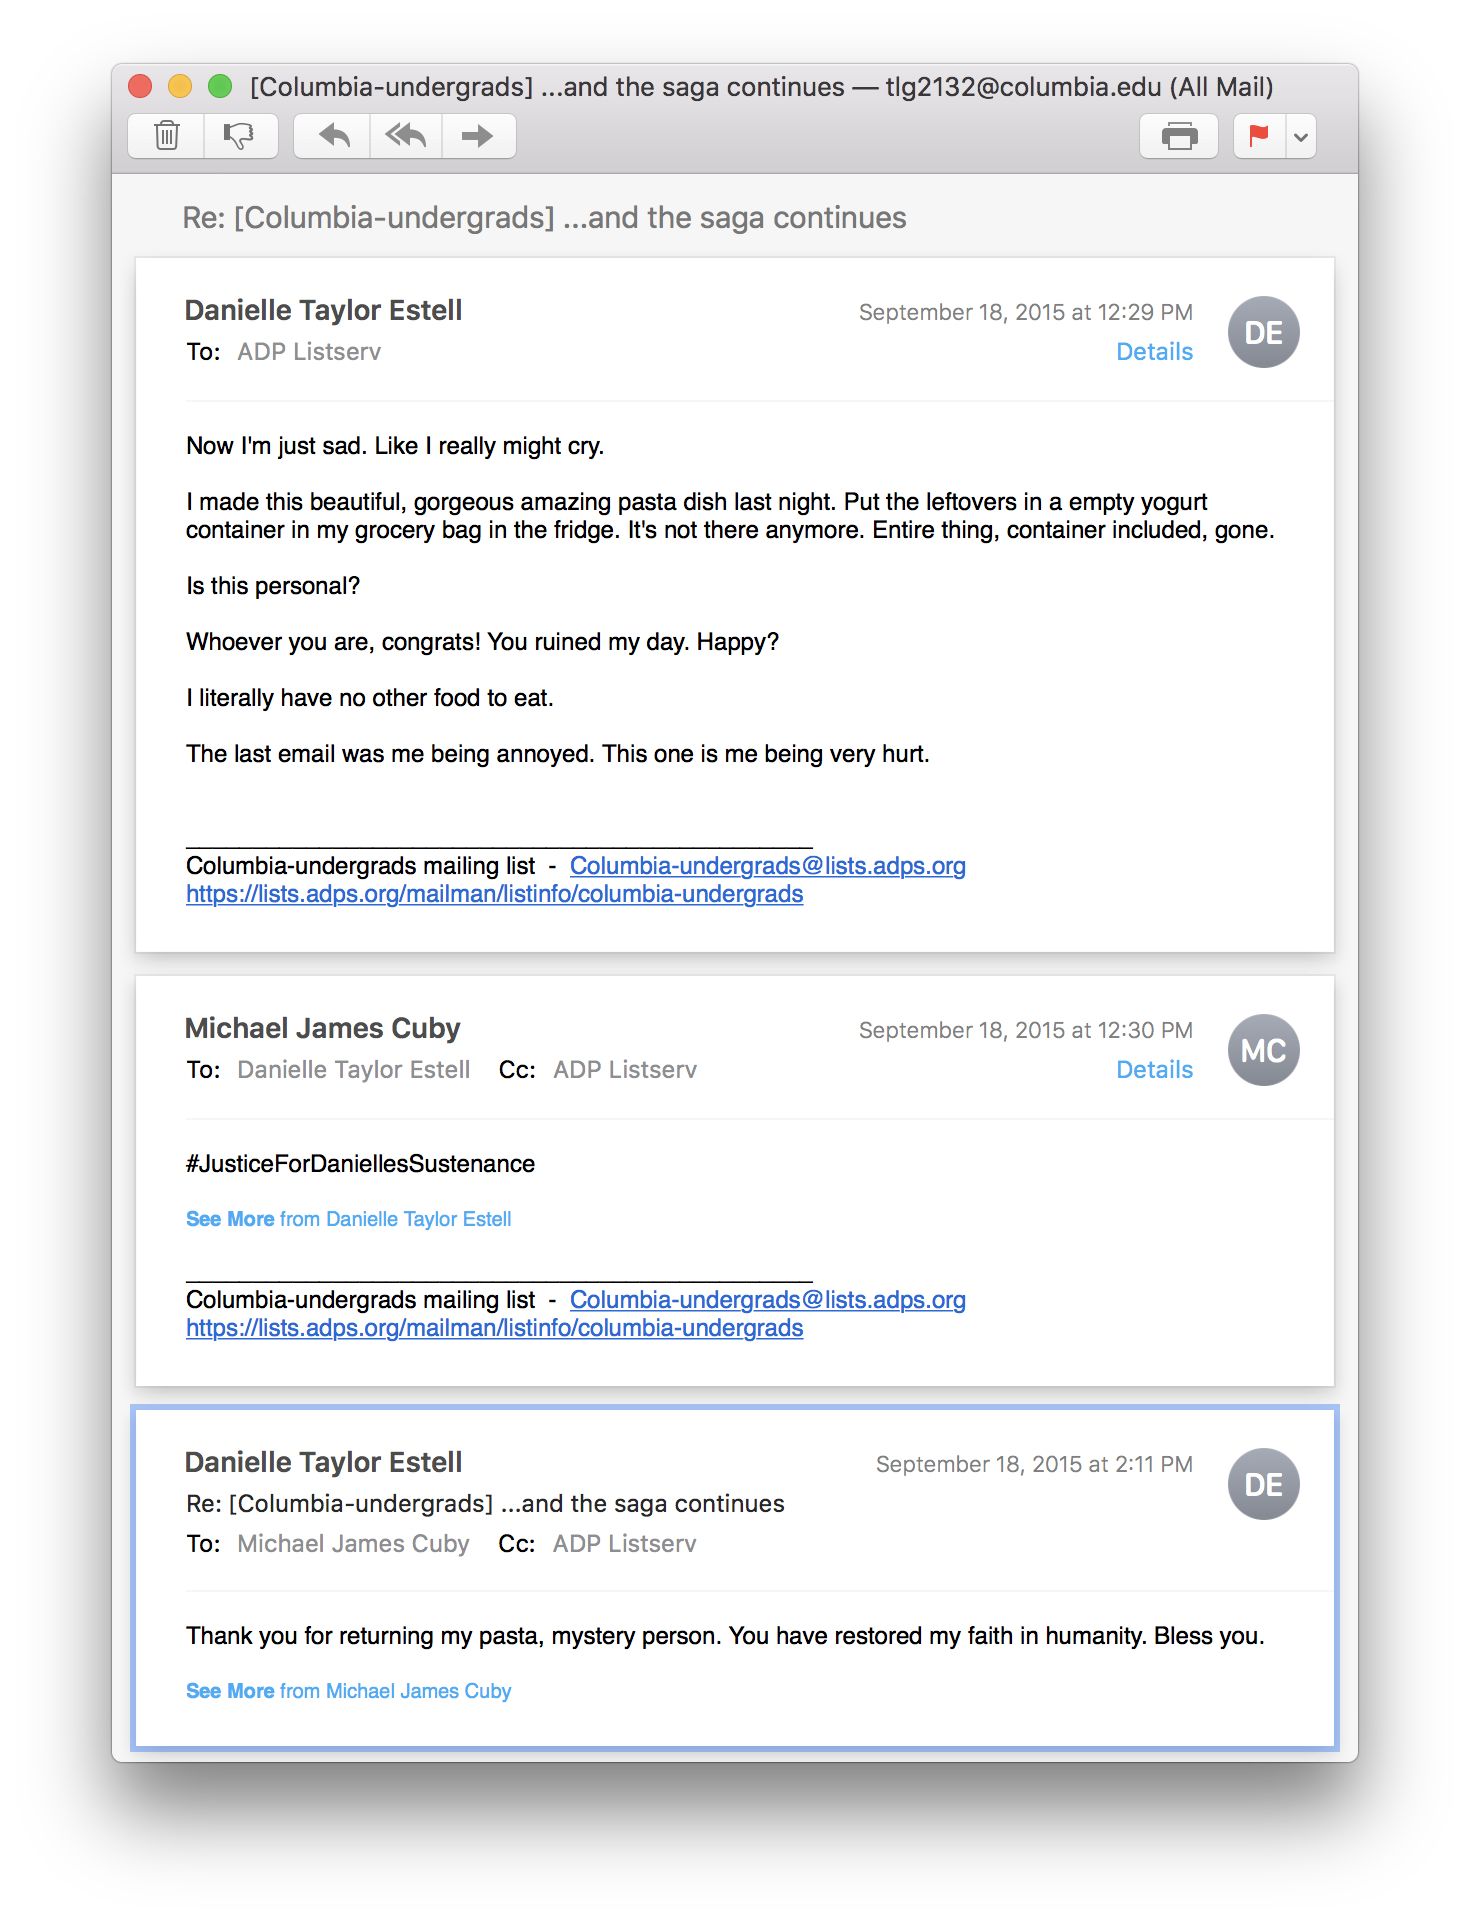 [Columbia-undergrads] ...and the saga continues — tlg2132@columbia.edu (All Mail)
Re: [Columbia-undergrads] ...and the saga continues
Danielle Taylor Estell
September 18, 2015 at 12:29 PM
DE
To: ADP Listserv
Details
Now I'm just sad. Like I really might cry.
I made this beautiful, gorgeous amazing pasta dish last night. Put the leftovers in a empty yogurt
container in my grocery bag in the fridge. It's not there anymore. Entire thing, container included, gone.
Is this personal?
Whoever you are, congrats! You ruined my day. Happy?
I literally have no other food to eat.
The last email was me being annoyed. This one is me being very hurt.
_______________________________________________
Columbia-undergrads mailing list - Columbia-undergrads@lists.adps.org
https://lists.adps.org/mailman/listinfo/columbia-undergrads
Michael James Cuby
September 18, 2015 at 12:30 PM
MC
To: Danielle Taylor Estell Cc: ADP Listserv
Details
#JusticeForDaniellesSustenance
See More from Danielle Taylor Estell
_______________________________________________
Columbia-undergrads mailing list - Columbia-undergrads@lists.adps.org
https://lists.adps.org/mailman/listinfo/columbia-undergrads
Danielle Taylor Estell
September 18, 2015 at 2:11 PM
DE
Re: [Columbia-undergrads] ...and the saga continues
To: Michael James Cuby Cc: ADP Listserv
Thank you for returning my pasta, mystery person. You have restored my faith in humanity. Bless you.
See More from Michael James Cuby